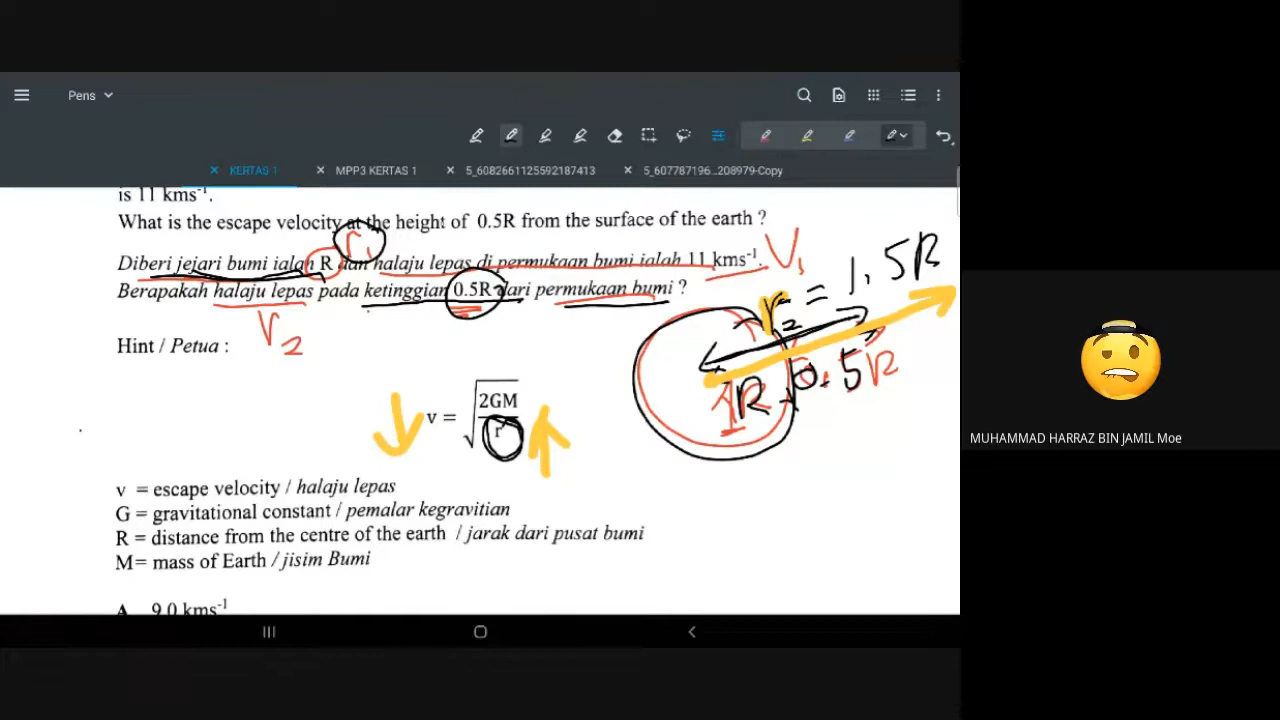 Pens
KERTAS 1
MPP3 KERTAS 1
5_6082661125592187413
5_607787196...208979-Copy
is 11 kms⁻¹.
What is the escape velocity at the height of 0.5R from the surface of the earth ?
r₁
Diberi jejari bumi ialah R dan halaju lepas di permukaan bumi ialah 11 kms⁻¹. V₁
Berapakah halaju lepas pada ketinggian 0.5R dari permukaan bumi ?
V₂
r₂ = 1.5R
R 0.5R
Hint / Petua :
v = √(2GM/r)
v = escape velocity / halaju lepas
G = gravitational constant / pemalar kegravitian
R = distance from the centre of the earth / jarak dari pusat bumi
M= mass of Earth / jisim Bumi
A 9.0 kms⁻¹
MUHAMMAD HARRAZ BIN JAMIL Moe